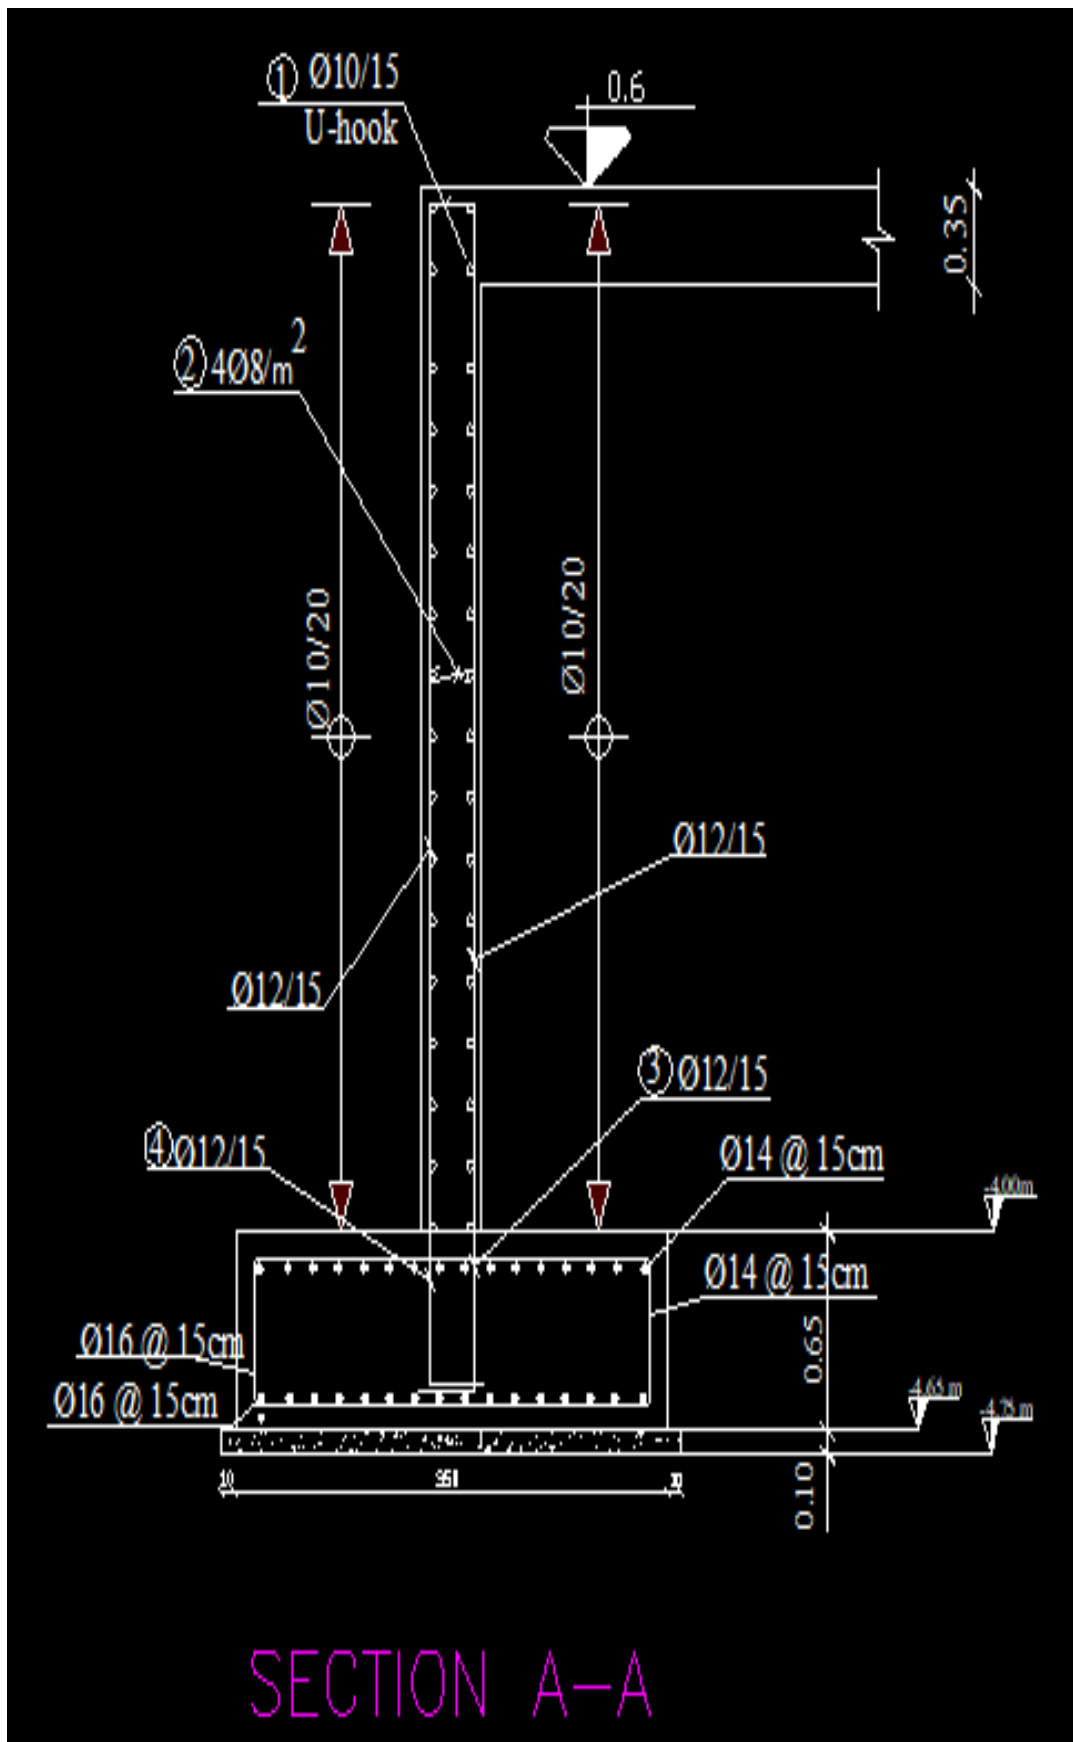 1 Ø10/15
U-hook
0.6
0.35
2 4Ø8/m²
Ø10/20
Ø10/20
Ø12/15
Ø12/15
3 Ø12/15
4 Ø12/15
Ø14 @ 15cm
-4.00m
Ø14 @ 15cm
Ø16 @ 15cm
0.65
Ø16 @ 15cm
-4.65 m
-4.75 m
10
0.10
SECTION A-A